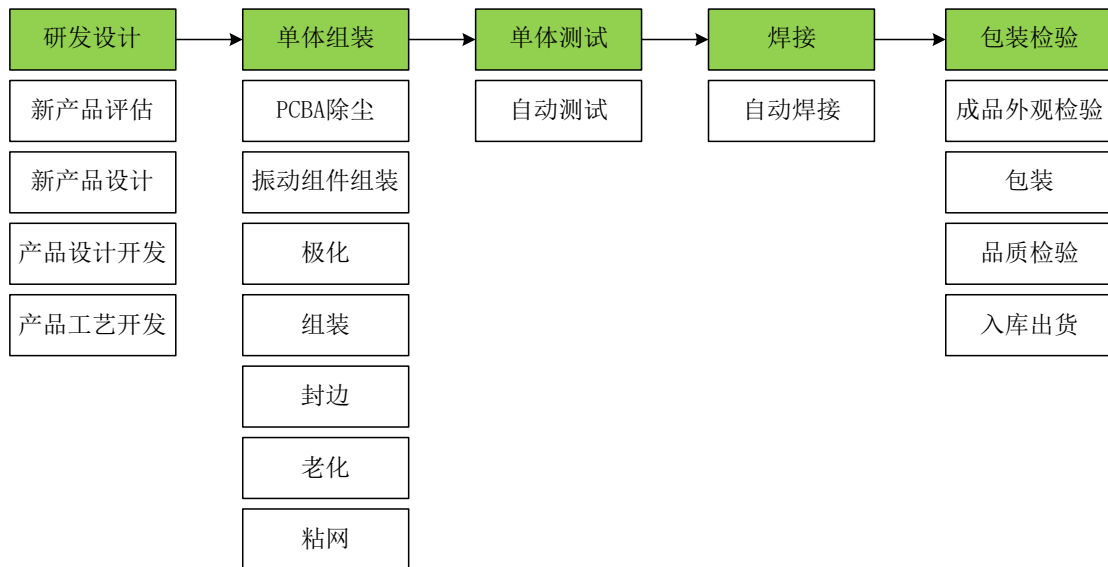 研发设计
单体组装
单体测试
焊接
包装检验
新产品评估
PCBA除尘
自动测试
自动焊接
成品外观检验
新产品设计
振动组件组装
包装
产品设计开发
极化
品质检验
产品工艺开发
组装
入库出货
封边
老化
粘网